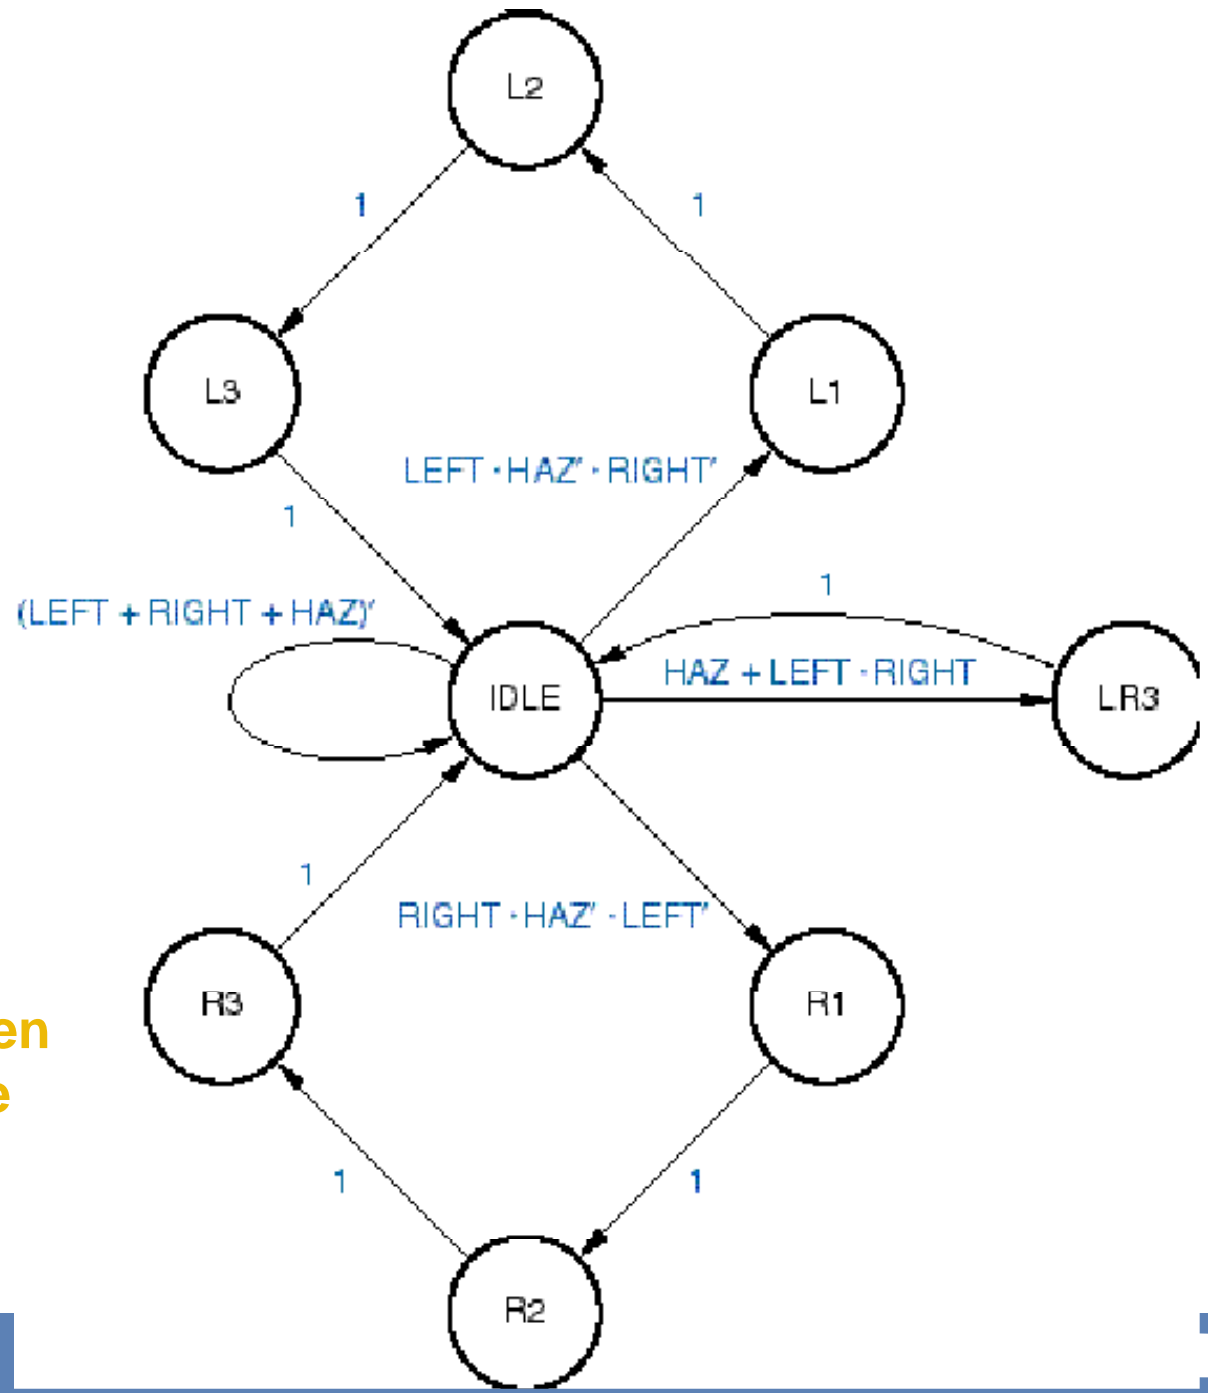 L2
1
1
L3
L1
LEFT · HAZ' · RIGHT'
1
(LEFT + RIGHT + HAZ)'
1
IDLE
HAZ + LEFT · RIGHT
LR3
1
RIGHT · HAZ' · LEFT'
R3
R1
en
e
1
1
R2